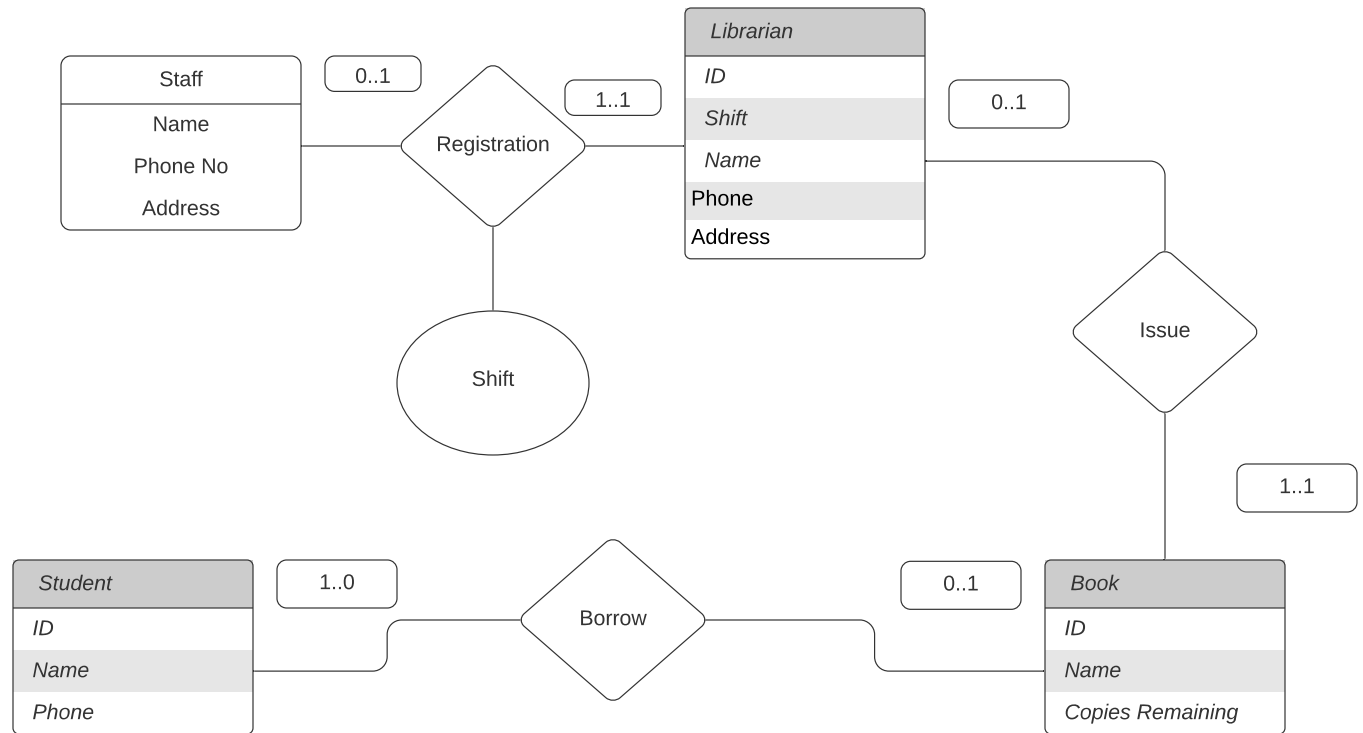 Staff
Name
Phone No
Address
0..1
Registration
1..1
Librarian
ID
Shift
Name
Phone
Address
0..1
Shift
Issue
1..1
Student
ID
Name
Phone
1..0
Borrow
0..1
Book
ID
Name
Copies Remaining